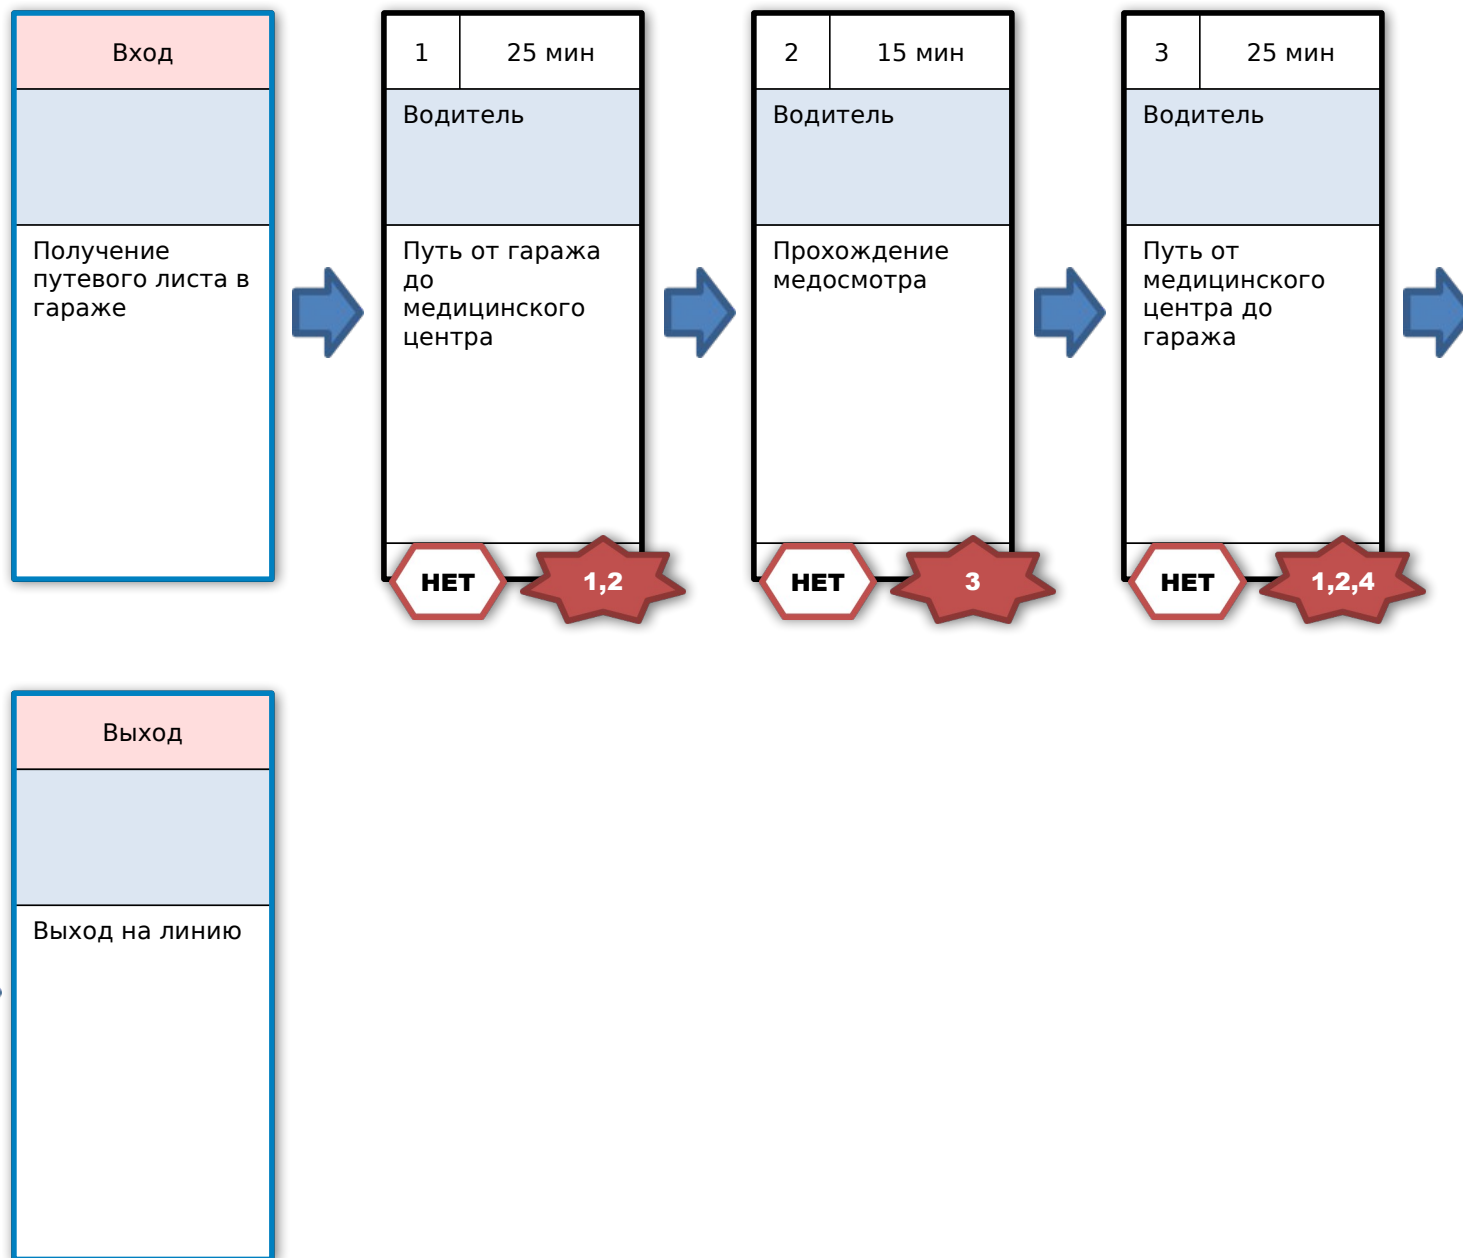 Вход
Получение
путевого листа в
гараже
1 25 мин
Водитель
Путь от гаража
до
медицинского
центра
НЕТ 1,2
2 15 мин
Водитель
Прохождение
медосмотра
НЕТ 3
3 25 мин
Водитель
Путь от
медицинского
центра до
гаража
НЕТ 1,2,4
Выход
Выход на линию